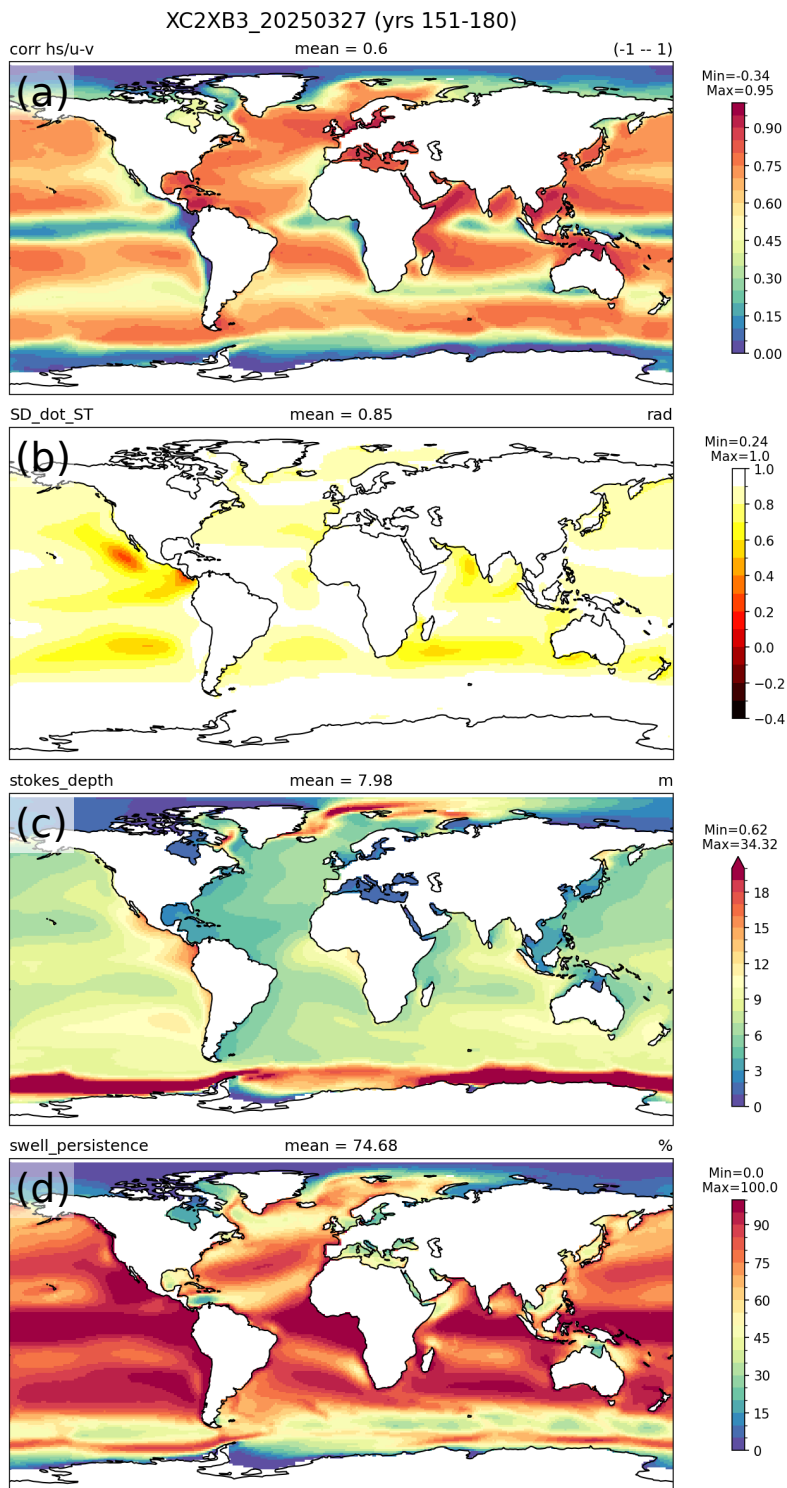 XC2XB3_20250327 (yrs 151-180)
corr hs/u-v mean = 0.6 (-1 -- 1)
(a)
Min=-0.34
Max=0.95
0.90
0.75
0.60
0.45
0.30
0.15
0.00
SD_dot_ST mean = 0.85 rad
(b)
Min=0.24
Max=1.0
1.0
0.8
0.6
0.4
0.2
0.0
−0.2
−0.4
stokes_depth mean = 7.98 m
(c)
Min=0.62
Max=34.32
18
15
12
9
6
3
0
swell_persistence mean = 74.68 %
(d)
Min=0.0
Max=100.0
90
75
60
45
30
15
0